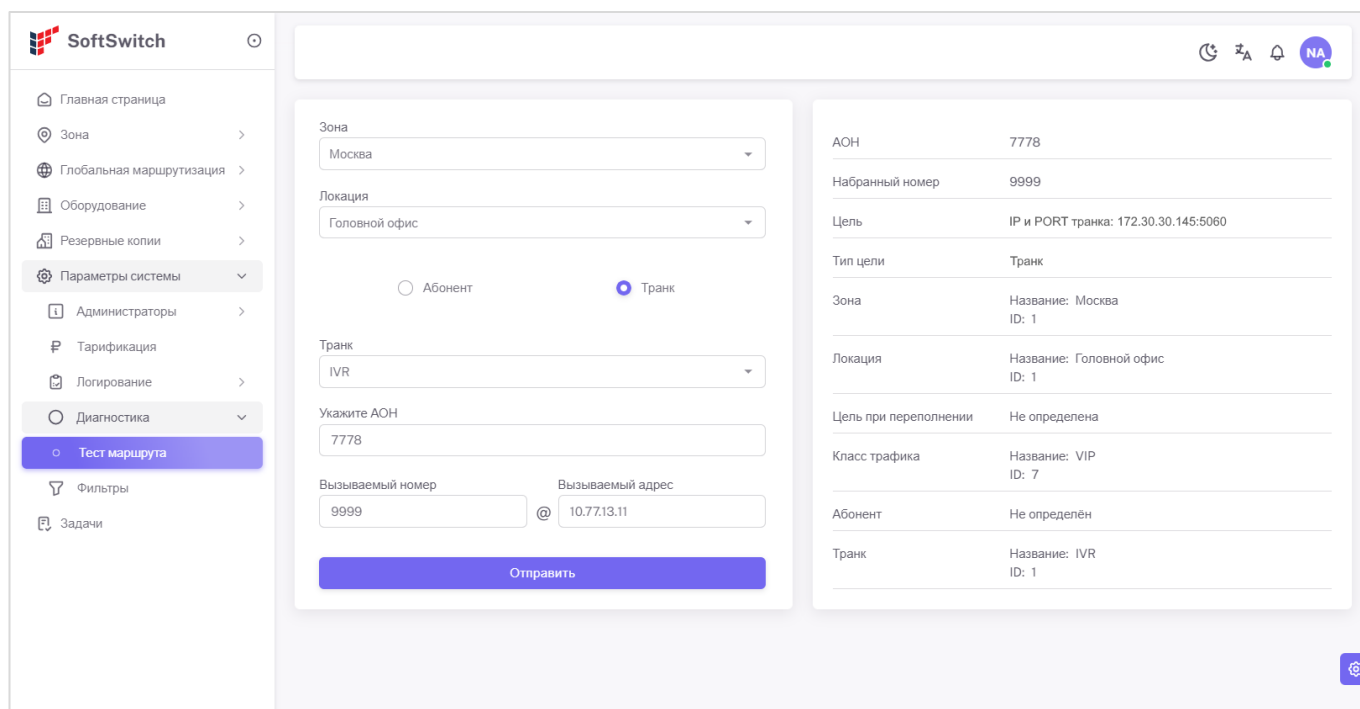 SoftSwitch
NA
Главная страница
Зона
Глобальная маршрутизация
Оборудование
Резервные копии
Параметры системы
Администраторы
Тарификация
Логирование
Диагностика
Тест маршрута
Фильтры
Задачи
Зона
Москва
Локация
Головной офис
Абонент
Транк
Транк
IVR
Укажите АОН
7778
Вызываемый номер
Вызываемый адрес
9999
@
10.77.13.11
Отправить
АОН 7778
Набранный номер 9999
Цель IP и PORT транка: 172.30.30.145:5060
Тип цели Транк
Зона Название: Москва
ID: 1
Локация Название: Головной офис
ID: 1
Цель при переполнении Не определена
Класс трафика Название: VIP
ID: 7
Абонент Не определён
Транк Название: IVR
ID: 1